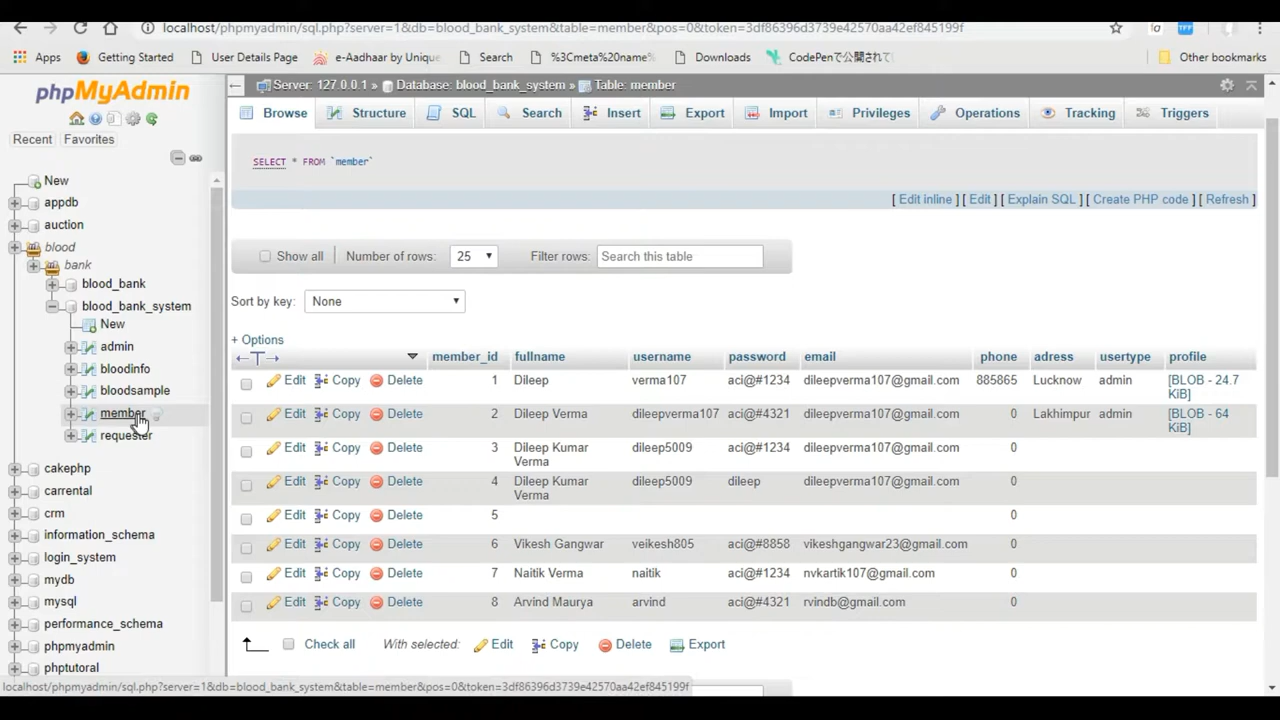 localhost/phpmyadmin/sql.php?server=1&db=blood_bank_system&table=member&pos=0&token=3df86396d3739e430570aa42ef845199f
Apps Getting Started User Details Page e-Aadhaar by Unique Search %3Cmeta%20name Downloads CodePenで公開されて Other bookmarks
phpMyAdmin
Recent Favorites
New
appdb
auction
blood
bank
blood_bank
blood_bank_system
New
admin
bloodinfo
bloodsample
member
requester
cakephp
carrental
crm
information_schema
login_system
mydb
mysql
performance_schema
phpmyadmin
phptutoral
Server: 127.0.0.1 » Database: blood_bank_system » Table: member
Browse Structure SQL Search Insert Export Import Privileges Operations Tracking Triggers
SELECT * FROM `member`
[ Edit inline ] [ Edit ] [ Explain SQL ] [ Create PHP code ] [ Refresh ]
Show all Number of rows: 25 Filter rows: Search this table
Sort by key: None
+ Options
member_id fullname username password email phone adress usertype profile
Edit Copy Delete 1 Dileep verma107 aci@#1234 dileepverma107@gmail.com 885865 Lucknow admin [BLOB - 24.7 KiB]
Edit Copy Delete 2 Dileep Verma dileepverma107 aci@#4321 dileepverma107@gmail.com 0 Lakhimpur admin [BLOB - 64 KiB]
Edit Copy Delete 3 Dileep Kumar Verma dileep5009 aci@#1234 dileepverma107@gmail.com 0
Edit Copy Delete 4 Dileep Kumar Verma dileep5009 dileep dileepverma107@gmail.com 0
Edit Copy Delete 5 0
Edit Copy Delete 6 Vikesh Gangwar veikesh805 aci@#8858 vikeshgangwar23@gmail.com 0
Edit Copy Delete 7 Naitik Verma naitik aci@#1234 nvkartik107@gmail.com 0
Edit Copy Delete 8 Arvind Maurya arvind aci@#4321 rvindb@gmail.com 0
Check all With selected: Edit Copy Delete Export
localhost/phpmyadmin/sql.php?server=1&db=blood_bank_system&table=member&pos=0&token=3df86396d3739e430570aa42ef845199f